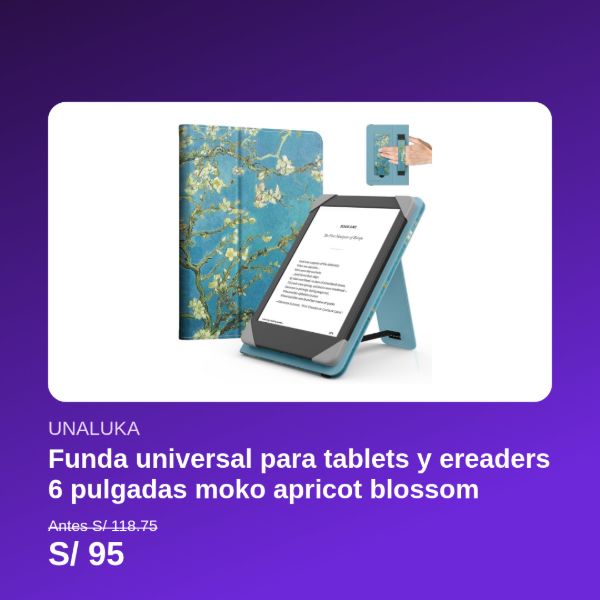 UNALUKA
Funda universal para tablets y ereaders
6 pulgadas moko apricot blossom
Antes S/ 118.75
S/ 95